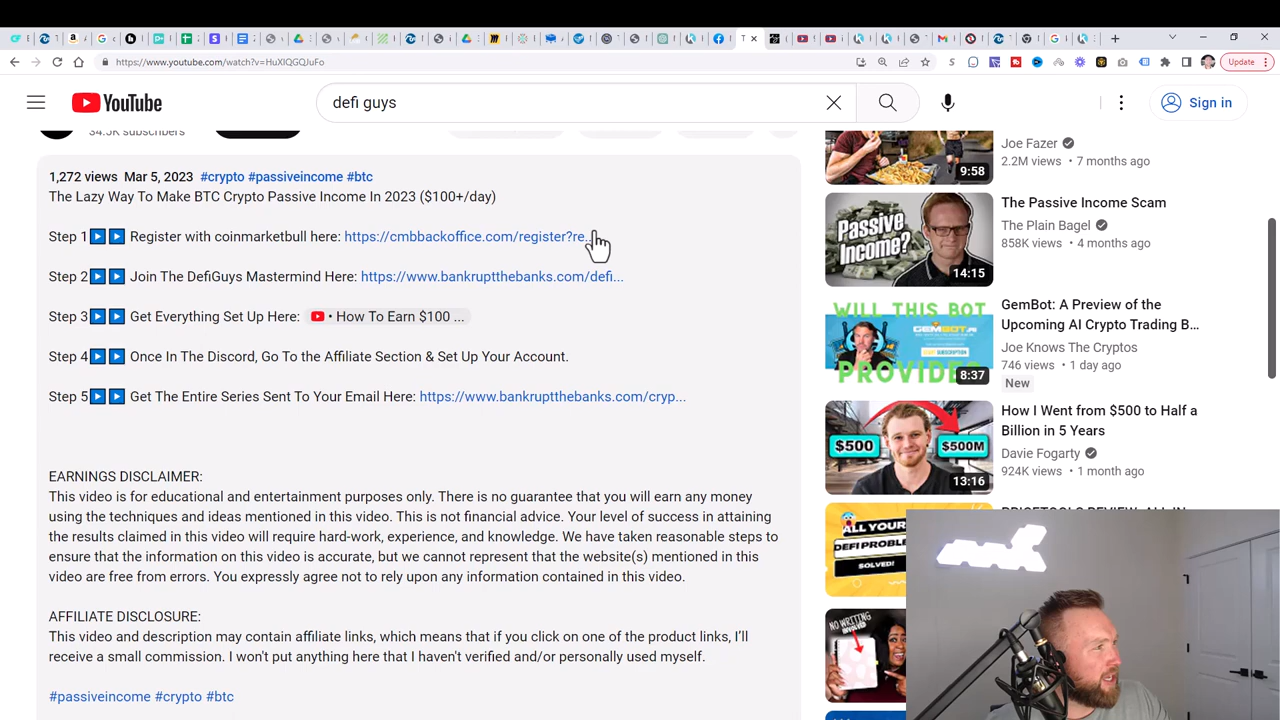 T
Update
https://www.youtube.com/watch?v=HuXlQGQJuFo
YouTube
defi guys
Sign in
34.5K subscribers
1,272 views Mar 5, 2023 #crypto #passiveincome #btc
The Lazy Way To Make BTC Crypto Passive Income In 2023 ($100+/day)
Step 1 Register with coinmarketbull here: https://cmbbackoffice.com/register?re...
Step 2 Join The DefiGuys Mastermind Here: https://www.bankruptthebanks.com/defi...
Step 3 Get Everything Set Up Here: • How To Earn $100 ...
Step 4 Once In The Discord, Go To the Affiliate Section & Set Up Your Account.
Step 5 Get The Entire Series Sent To Your Email Here: https://www.bankruptthebanks.com/cryp...
EARNINGS DISCLAIMER:
This video is for educational and entertainment purposes only. There is no guarantee that you will earn any money
using the techniques and ideas mentioned in this video. This is not financial advice. Your level of success in attaining
the results claimed in this video will require hard-work, experience, and knowledge. We have taken reasonable steps to
ensure that the information on this video is accurate, but we cannot represent that the website(s) mentioned in this
video are free from errors. You expressly agree not to rely upon any information contained in this video.
AFFILIATE DISCLOSURE:
This video and description may contain affiliate links, which means that if you click on one of the product links, I'll
receive a small commission. I won't put anything here that I haven't verified and/or personally used myself.
#passiveincome #crypto #btc
9:58
Joe Fazer
2.2M views • 7 months ago
Passive
Income?
14:15
The Passive Income Scam
The Plain Bagel
858K views • 4 months ago
WILL THIS BOT
GEMBOT
PROVIDE
8:37
GemBot: A Preview of the
Upcoming AI Crypto Trading B...
Joe Knows The Cryptos
746 views • 1 day ago
New
$500
$500M
13:16
How I Went from $500 to Half a
Billion in 5 Years
Davie Fogarty
924K views • 1 month ago
ALL YOUR
DEFI PROBLE
SOLVED!
NO WRITING
INVOLVED